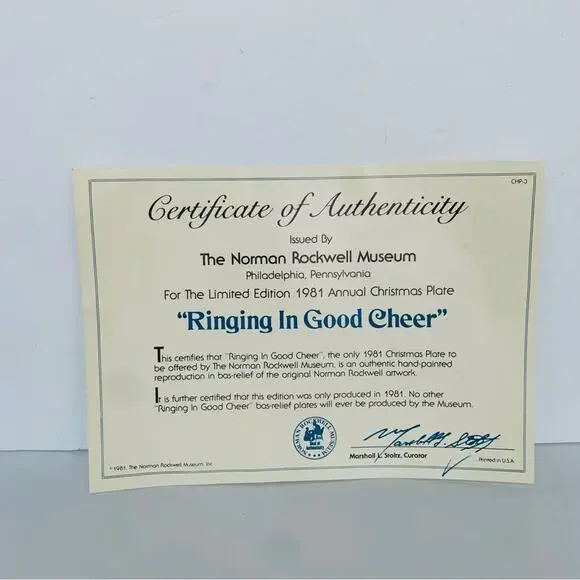 CHP-3
Certificate of Authenticity
Issued By
The Norman Rockwell Museum
Philadelphia, Pennsylvania
For The Limited Edition 1981 Annual Christmas Plate
"Ringing In Good Cheer"
This certifies that "Ringing In Good Cheer", the only 1981 Christmas Plate to
be offered by The Norman Rockwell Museum, is an authentic hand-painted
reproduction in bas-relief of the original Norman Rockwell artwork.
It is further certified that this edition was only produced in 1981. No other
"Ringing In Good Cheer" bas-relief plates will ever be produced by the Museum.
NORMAN ROCKWELL MUSEUM
Marshall L. Stoltz, Curator
©1981, The Norman Rockwell Museum, Inc.
Printed in U.S.A.